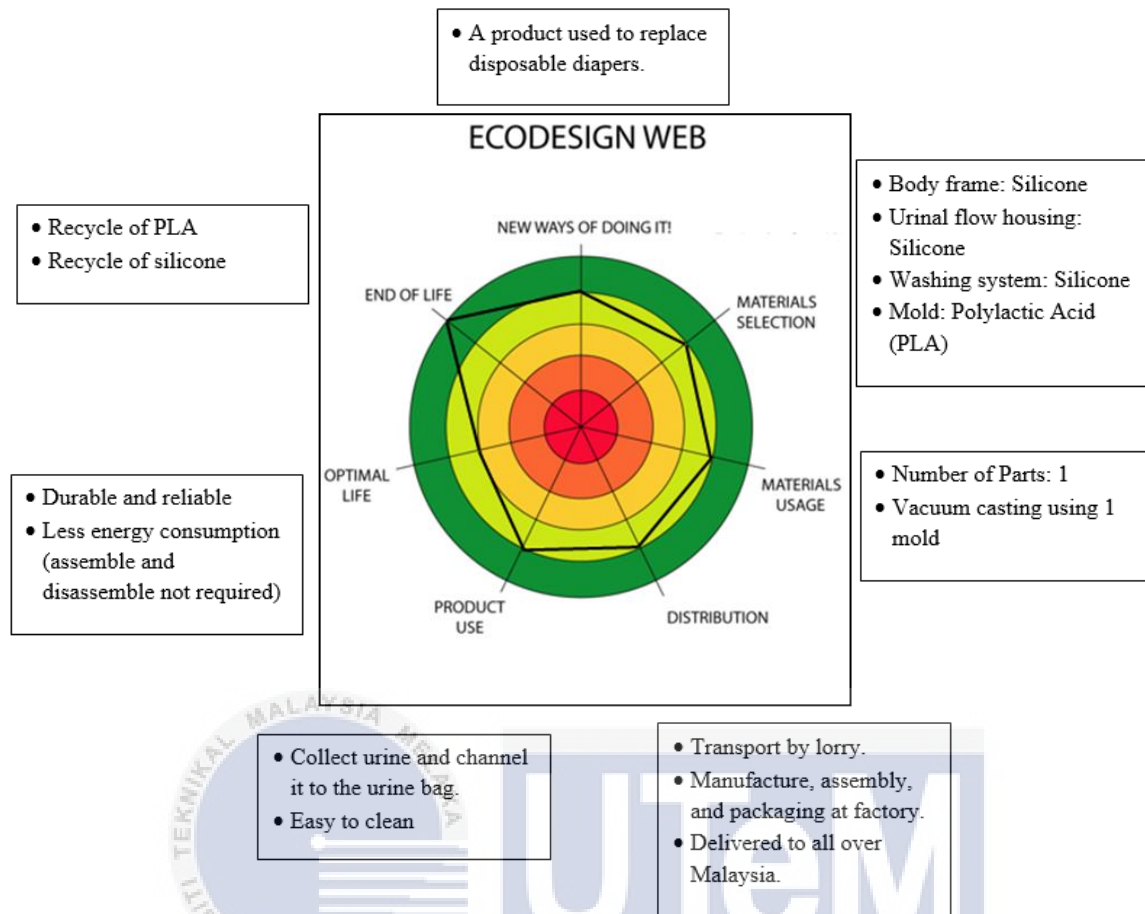 • A product used to replace
disposable diapers.
ECODESIGN WEB
NEW WAYS OF DOING IT!
• Body frame: Silicone
• Urinal flow housing:
Silicone
• Washing system: Silicone
• Mold: Polylactic Acid
(PLA)
• Recycle of PLA
• Recycle of silicone
END OF LIFE
MATERIALS
SELECTION
OPTIMAL
LIFE
MATERIALS
USAGE
• Durable and reliable
• Less energy consumption
(assemble and
disassemble not required)
• Number of Parts: 1
• Vacuum casting using 1
mold
PRODUCT
USE
DISTRIBUTION
• Collect urine and channel
it to the urine bag.
• Easy to clean
• Transport by lorry.
• Manufacture, assembly,
and packaging at factory.
• Delivered to all over
Malaysia.
TEKNIKAL MALAYSIA MELAKA
UTeM